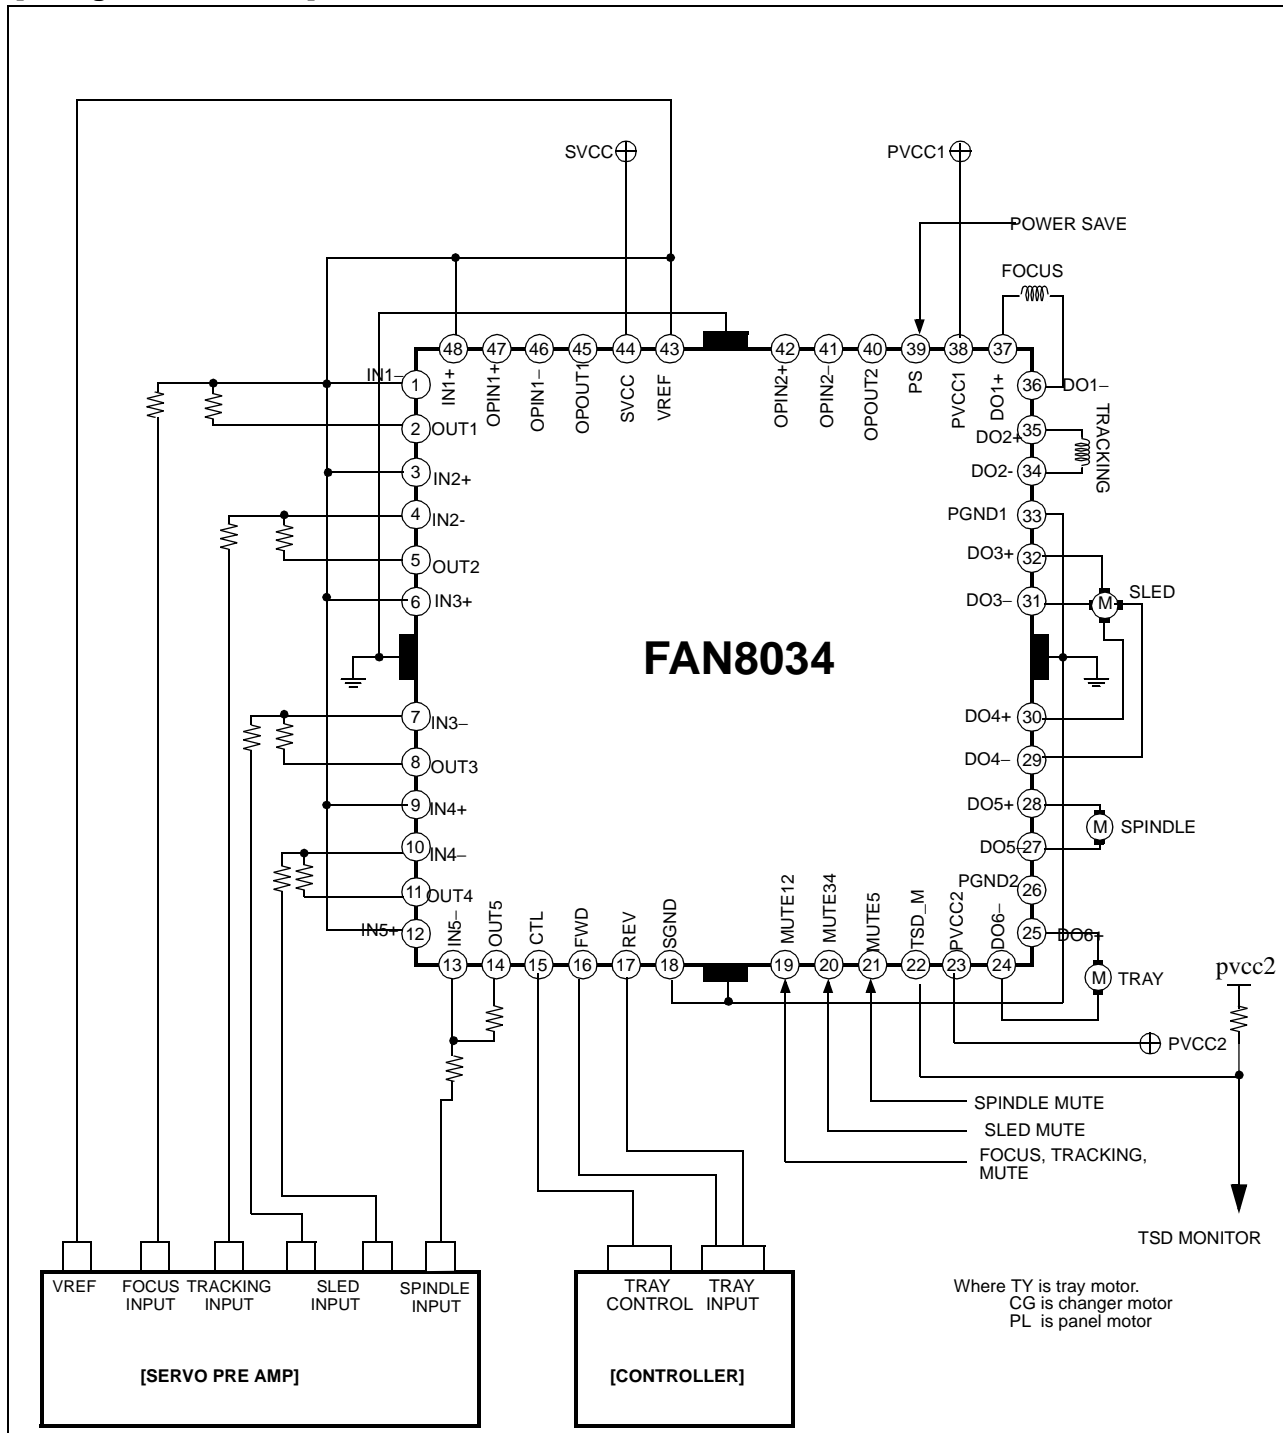 SVCC
PVCC1
POWER SAVE
FOCUS
48 47 46 45 44 43 42 41 40 39 38 37
IN1+
OPIN1+
OPIN1−
OPOUT1
SVCC
VREF
OPIN2+
OPIN2−
OPOUT2
PS
PVCC1
DO1+
IN1−
1
2 OUT1
3 IN2+
4 IN2-
5 OUT2
6 IN3+
7 IN3−
8 OUT3
9 IN4+
10 IN4−
11 OUT4
IN5+
12
FAN8034
36 DO1−
DO2+ 35
TRACKING
DO2- 34
PGND1 33
DO3+ 32
DO3− 31
M SLED
DO4+ 30
DO4− 29
DO5+ 28
M SPINDLE
DO5− 27
PGND2 26
25 DO6+
IN5−
OUT5
CTL
FWD
REV
SGND
MUTE12
MUTE34
MUTE5
TSD_M
PVCC2
DO6−
13 14 15 16 17 18 19 20 21 22 23 24
M TRAY
pvcc2
PVCC2
SPINDLE MUTE
SLED MUTE
FOCUS, TRACKING,
MUTE
TSD MONITOR
VREF
FOCUS
INPUT
TRACKING
INPUT
SLED
INPUT
SPINDLE
INPUT
[SERVO PRE AMP]
TRAY
CONTROL
TRAY
INPUT
[CONTROLLER]
Where TY is tray motor.
CG is changer motor
PL is panel motor